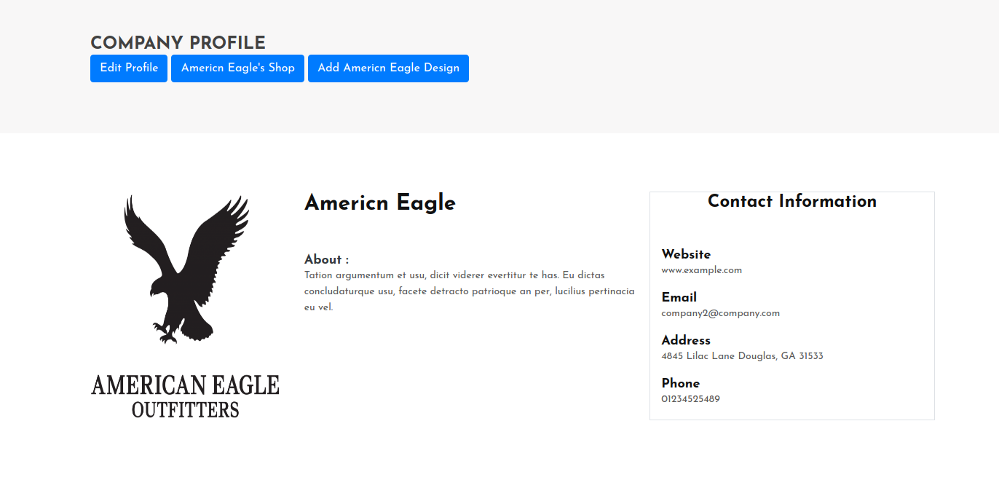 COMPANY PROFILE
Edit Profile
Americn Eagle's Shop
Add Americn Eagle Design
AMERICAN EAGLE
OUTFITTERS
Americn Eagle
About :
Tation argumentum et usu, dicit viderer evertitur te has. Eu dictas
concludaturque usu, facete detracto patrioque an per, lucilius pertinacia
eu vel.
Contact Information
Website
www.example.com
Email
company2@company.com
Address
4845 Lilac Lane Douglas, GA 31533
Phone
01234525489